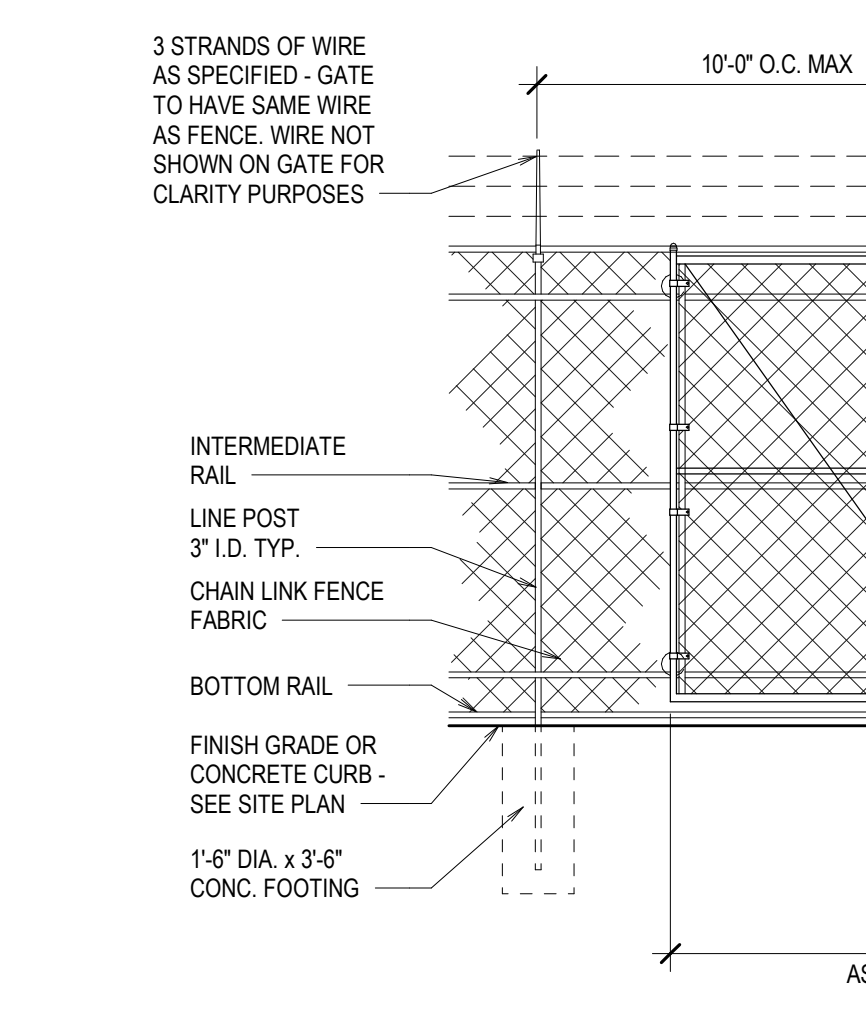 3 STRANDS OF WIRE
AS SPECIFIED - GATE
TO HAVE SAME WIRE
AS FENCE. WIRE NOT
SHOWN ON GATE FOR
CLARITY PURPOSES
10'-0" O.C. MAX
INTERMEDIATE
RAIL
LINE POST
3" I.D. TYP.
CHAIN LINK FENCE
FABRIC
BOTTOM RAIL
FINISH GRADE OR
CONCRETE CURB -
SEE SITE PLAN
1'-6" DIA. x 3'-6"
CONC. FOOTING